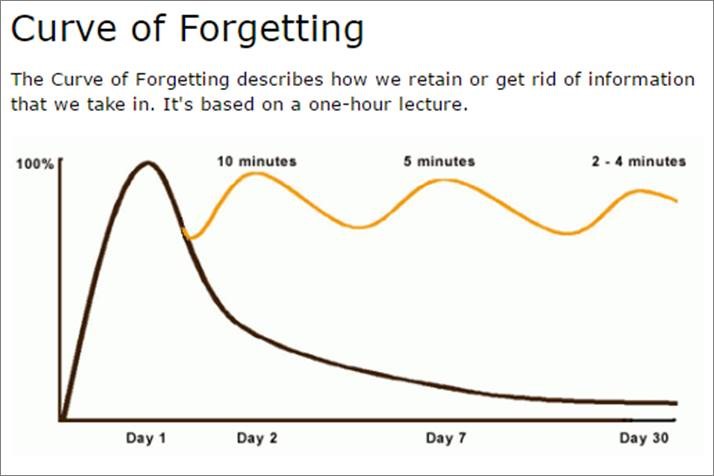 Curve of Forgetting
The Curve of Forgetting describes how we retain or get rid of information
that we take in. It's based on a one-hour lecture.
100%
10 minutes
5 minutes
2 - 4 minutes
Day 1
Day 2
Day 7
Day 30